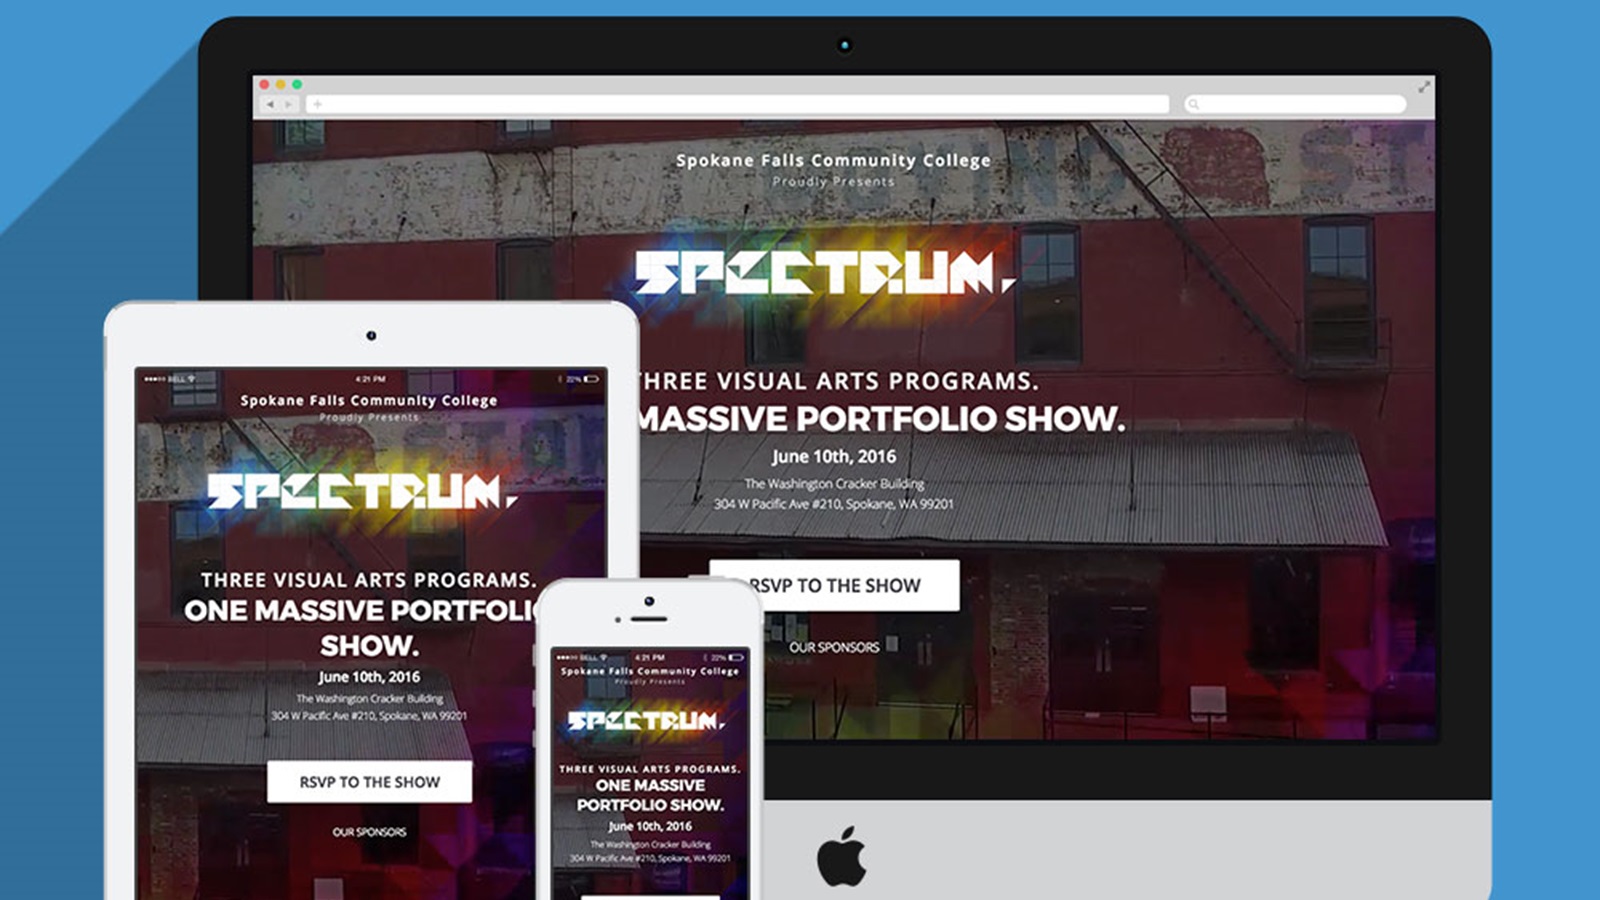 Spokane Falls Community College
Proudly Presents
SPECTRUM.
THREE VISUAL ARTS PROGRAMS.
MASSIVE PORTFOLIO SHOW.
June 10th, 2016
The Washington Cracker Building
304 W Pacific Ave #210, Spokane, WA 99201
RSVP TO THE SHOW
OUR SPONSORS
BELL 4:21 PM 22%
Spokane Falls Community College
Proudly Presents
SPECTRUM.
THREE VISUAL ARTS PROGRAMS.
ONE MASSIVE PORTFOLIO
SHOW.
June 10th, 2016
The Washington Cracker Building
304 W Pacific Ave #210, Spokane, WA 99201
RSVP TO THE SHOW
OUR SPONSORS
BELL 4:21 PM 22%
Spokane Falls Community College
Proudly Presents
SPECTRUM.
THREE VISUAL ARTS PROGRAMS.
ONE MASSIVE
PORTFOLIO SHOW.
June 10th, 2016
The Washington Cracker Building
304 W Pacific Ave #210, Spokane, WA 99201